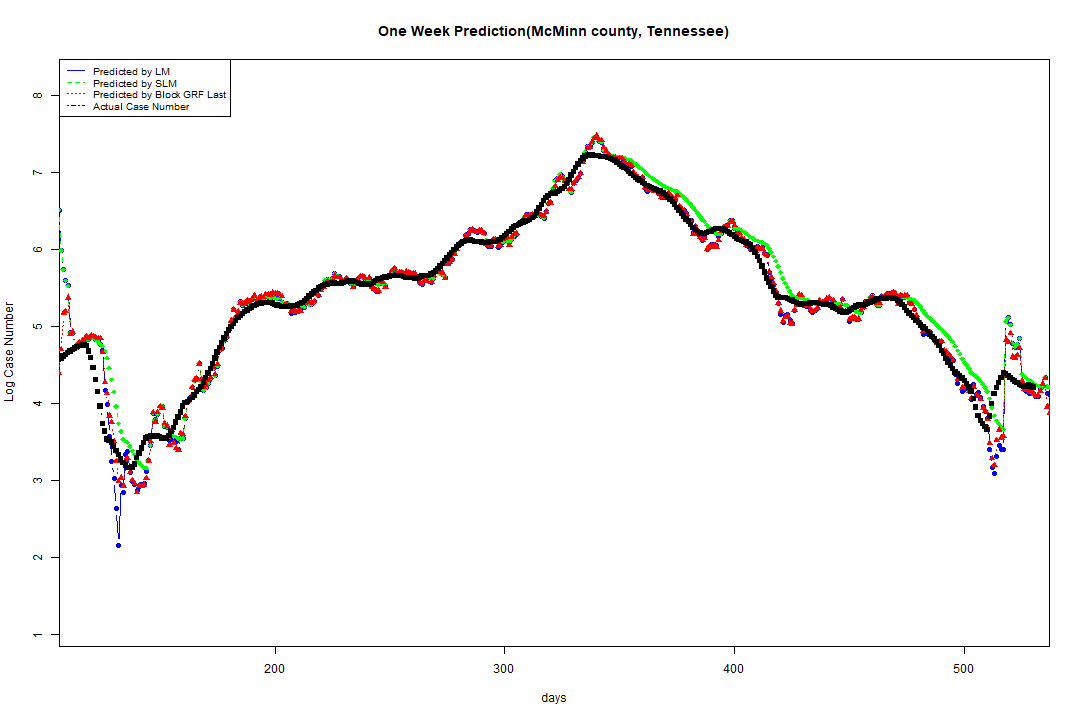 One Week Prediction(McMinn county, Tennessee)
Predicted by LM
Predicted by SLM
Predicted by Block GRF Last
Actual Case Number
8
7
6
5
4
3
2
1
Log Case Number
200 300 400 500
days